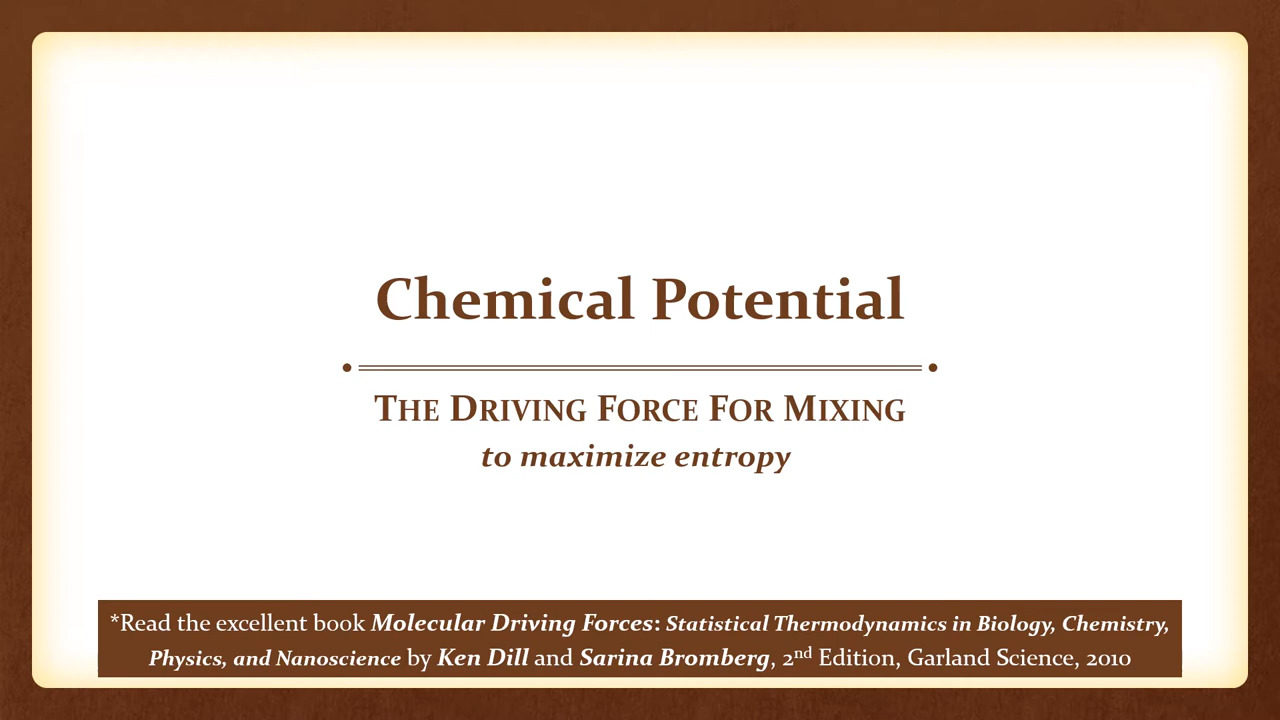 Chemical Potential
THE DRIVING FORCE FOR MIXING
to maximize entropy
*Read the excellent book Molecular Driving Forces: Statistical Thermodynamics in Biology, Chemistry,
Physics, and Nanoscience by Ken Dill and Sarina Bromberg, 2nd Edition, Garland Science, 2010